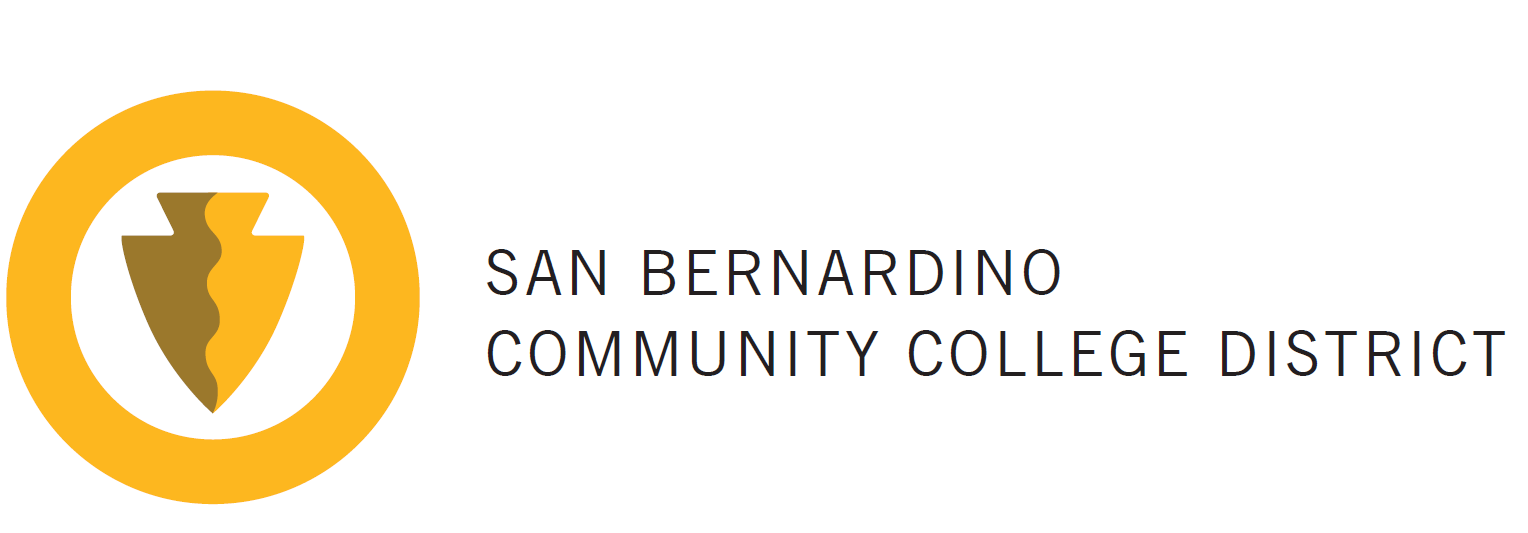 SAN BERNARDINO
COMMUNITY COLLEGE DISTRICT